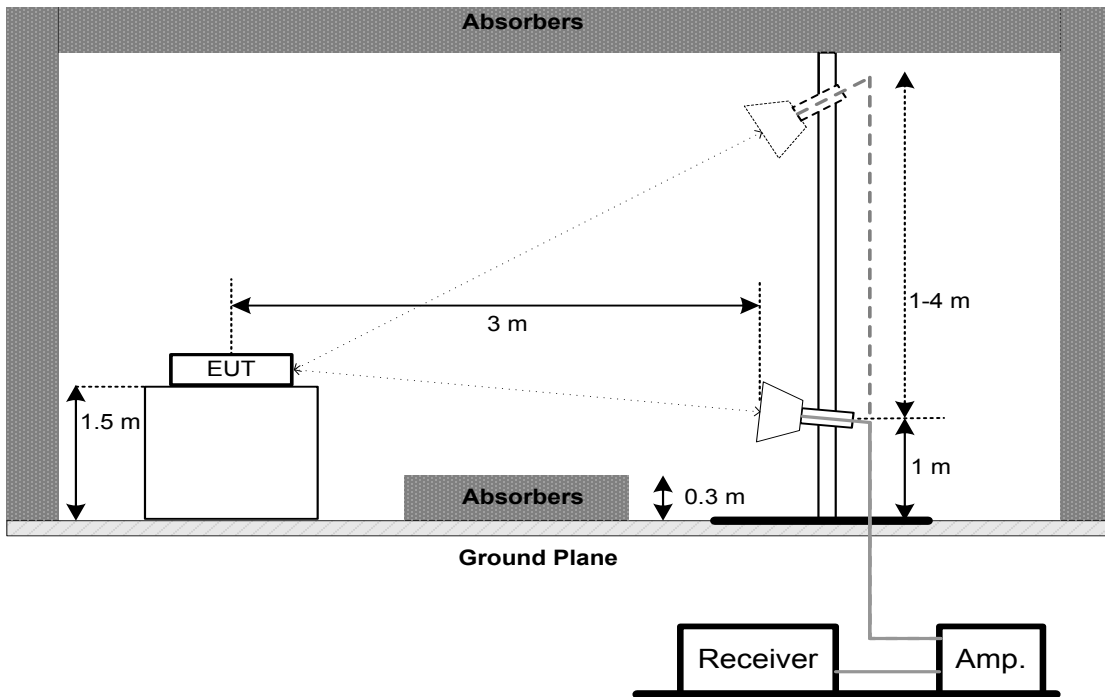 Absorbers
1-4 m
3 m
EUT
1.5 m
1 m
Absorbers
0.3 m
Ground Plane
Receiver
Amp.